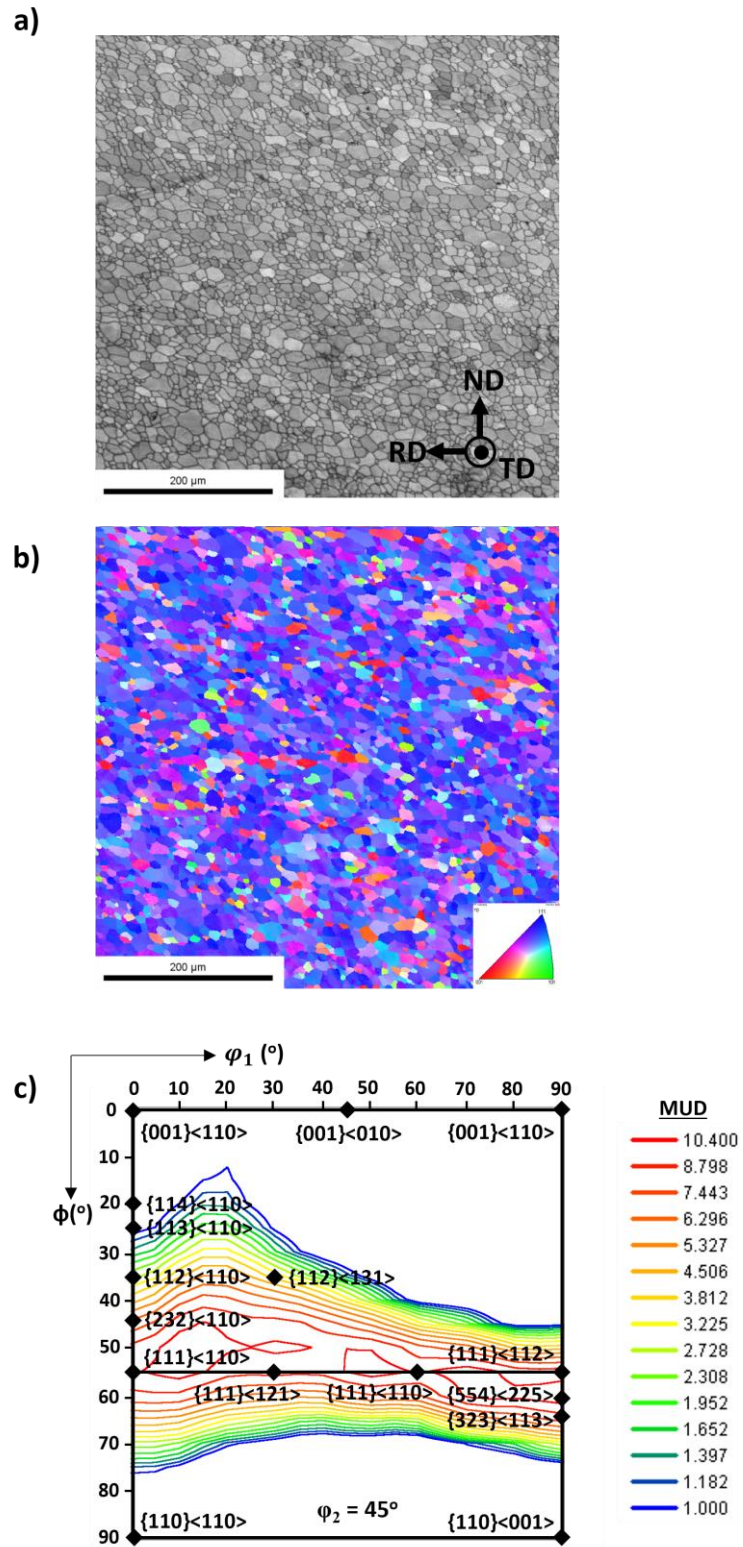 a)
ND
RD
TD
200 µm
b)
111
001
101
200 µm
c)
φ₁ (°)
0 10 20 30 40 50 60 70 80 90
MUD
0
{001}<110> {001}<010> {001}<110>
10.400
10
8.798
7.443
ϕ(°)
20 {114}<110>
6.296
{113}<110>
5.327
30
4.506
{112}<110> {112}<131>
3.812
40
{232}<110>
3.225
50
2.728
{111}<110> {111}<112>
2.308
{111}<121> {111}<110> {554}<225>
60
1.952
{323}<113>
1.652
70
1.397
80
1.182
{110}<110> φ₂ = 45° {110}<001>
1.000
90